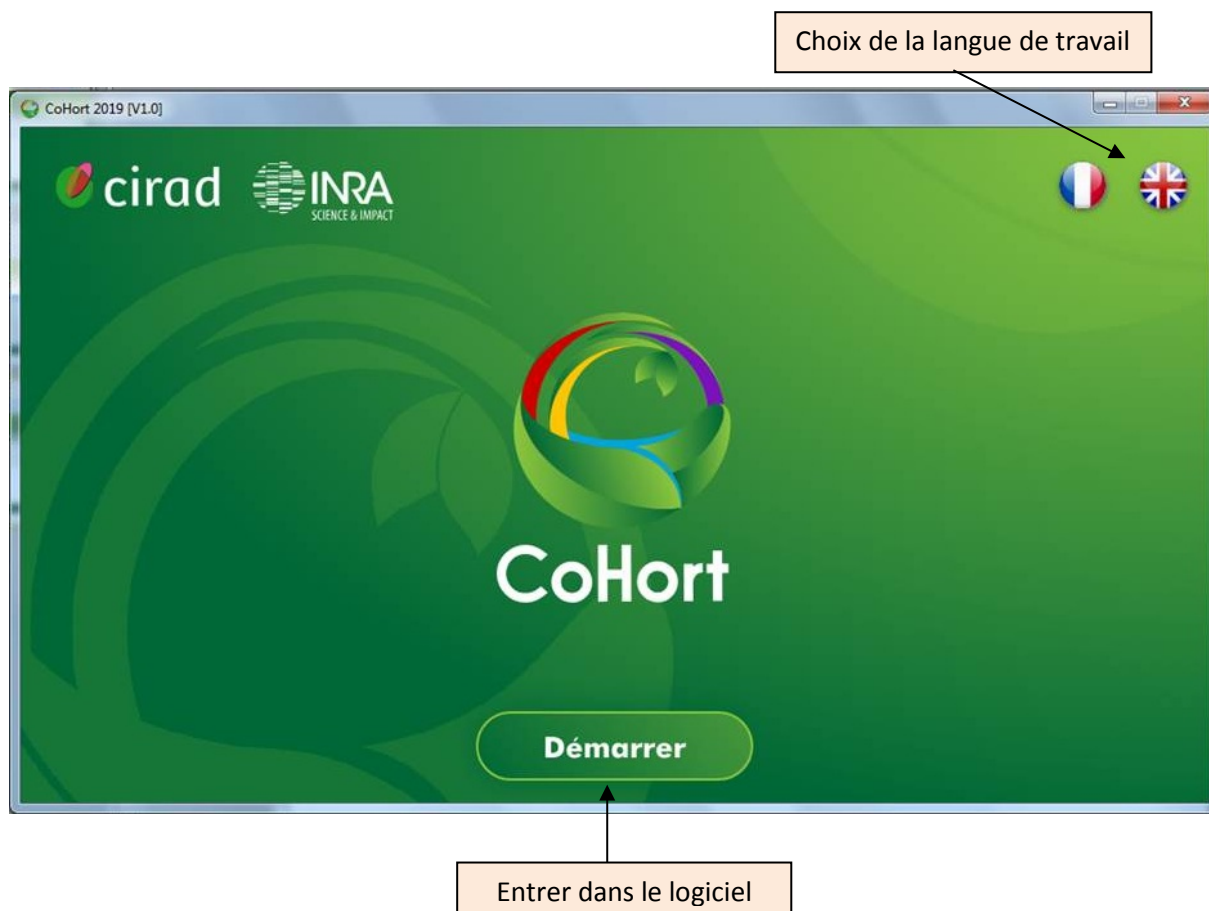 Choix de la langue de travail
CoHort 2019 [V1.0]
cirad
INRA
SCIENCE & IMPACT
CoHort
Démarrer
Entrer dans le logiciel